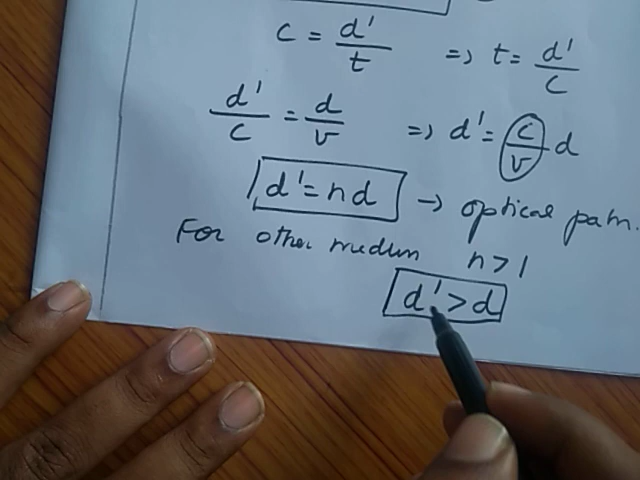 c = d'/t => t = d'/c
d'/c = d/v => d' = c/v d
d' = nd → optical path.
For other medium n > 1
d' > d